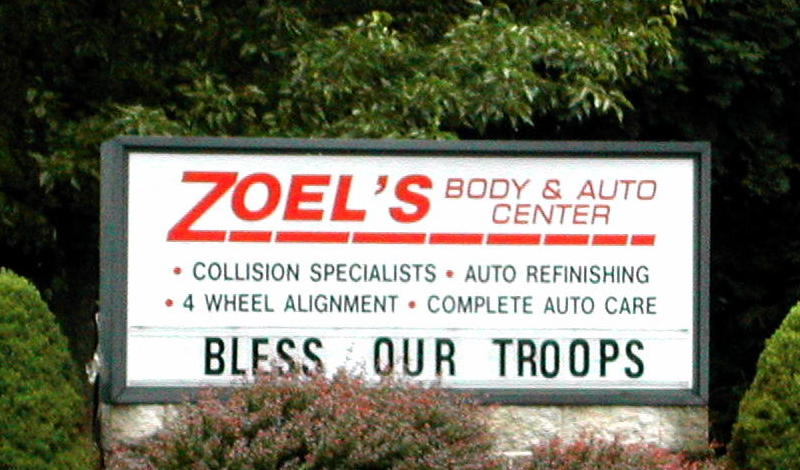 ZOEL'S BODY & AUTO
CENTER
• COLLISION SPECIALISTS • AUTO REFINISHING
• 4 WHEEL ALIGNMENT • COMPLETE AUTO CARE
BLESS OUR TROOPS